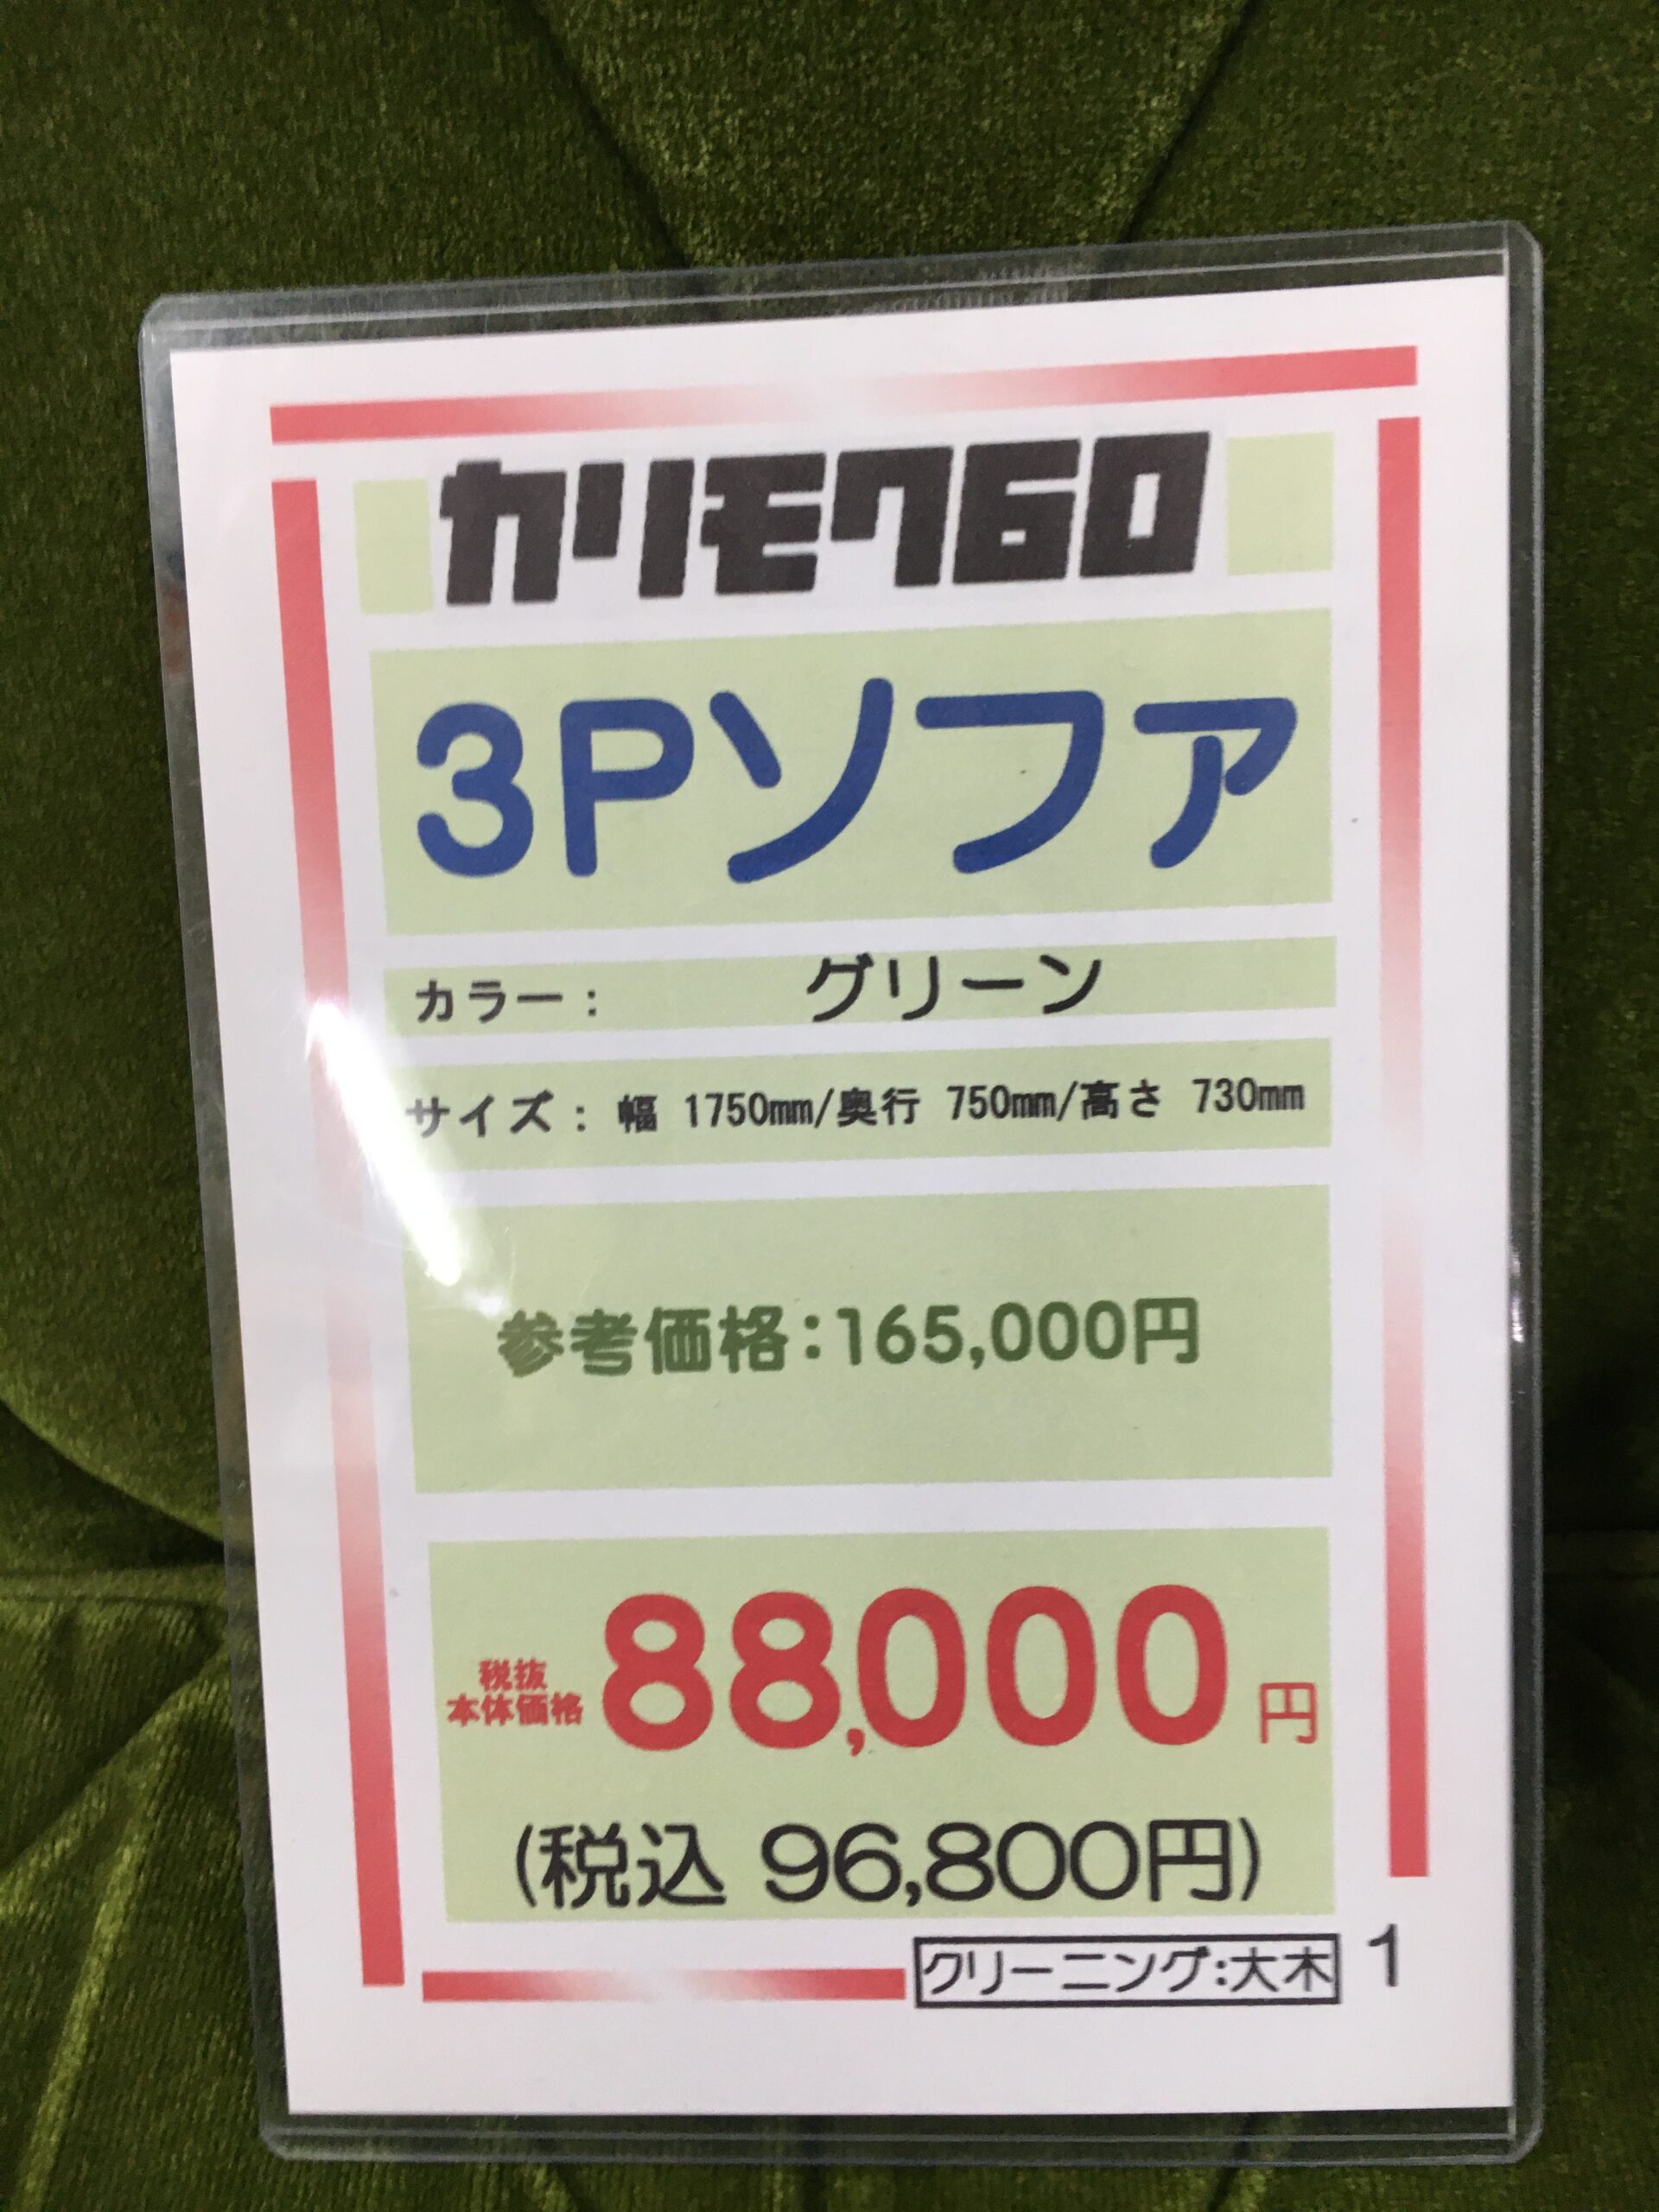 カリモク60
3Pソファ
カラー： グリーン
サイズ： 幅 1750mm/奥行 750mm/高さ 730mm
参考価格:165,000円
税抜
本体価格 88,000 円
(税込 96,800円)
クリーニング:大木 1